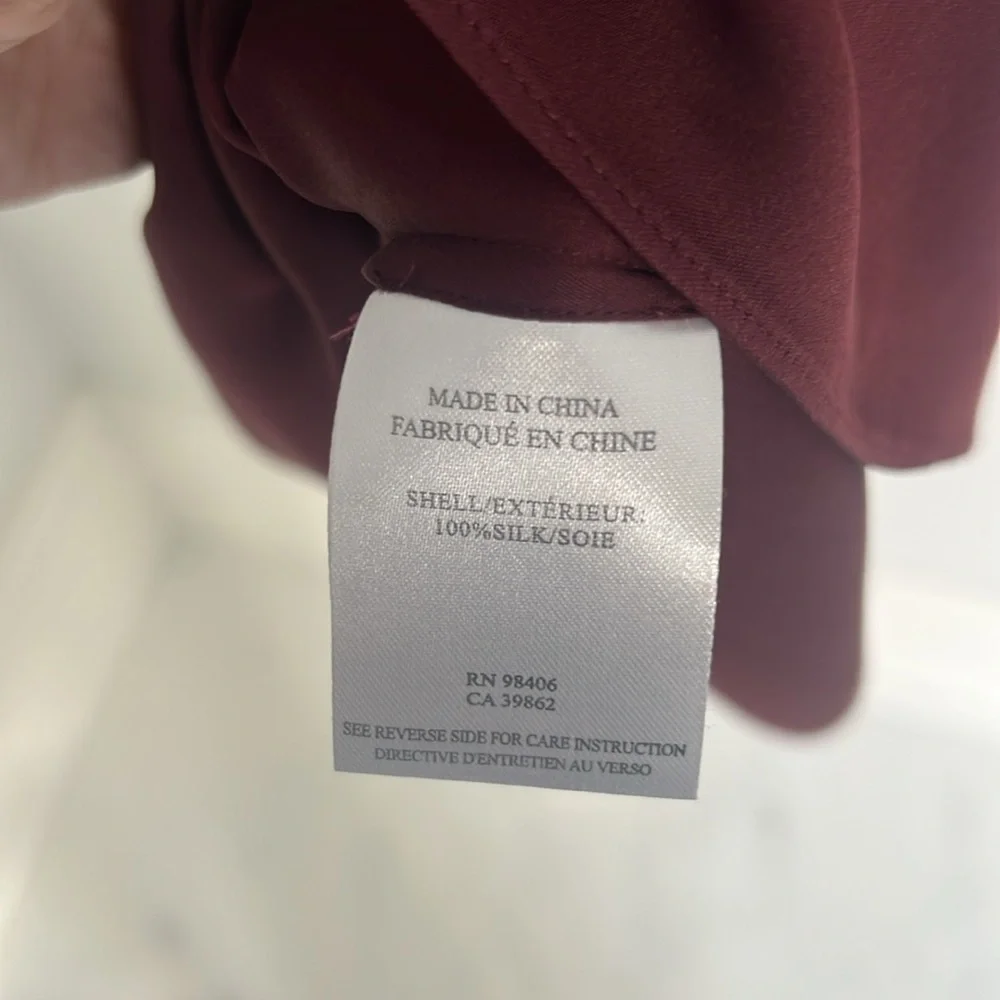 MADE IN CHINA
FABRIQUÉ EN CHINE
SHELL/EXTÉRIEUR:
100%SILK/SOIE
RN 98406
CA 39862
SEE REVERSE SIDE FOR CARE INSTRUCTION
DIRECTIVE D'ENTRETIEN AU VERSO